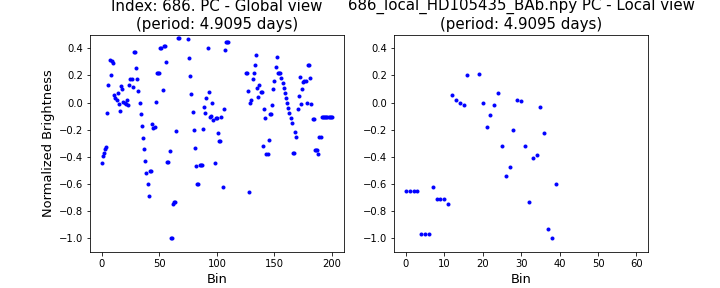 Index: 686. PC - Global view
(period: 4.9095 days)
686_local_HD105435_BAb.npy PC - Local view
(period: 4.9095 days)
Normalized Brightness
0.4
0.2
0.0
−0.2
−0.4
−0.6
−0.8
−1.0
0 50 100 150 200
Bin
0.4
0.2
0.0
−0.2
−0.4
−0.6
−0.8
−1.0
0 10 20 30 40 50 60
Bin